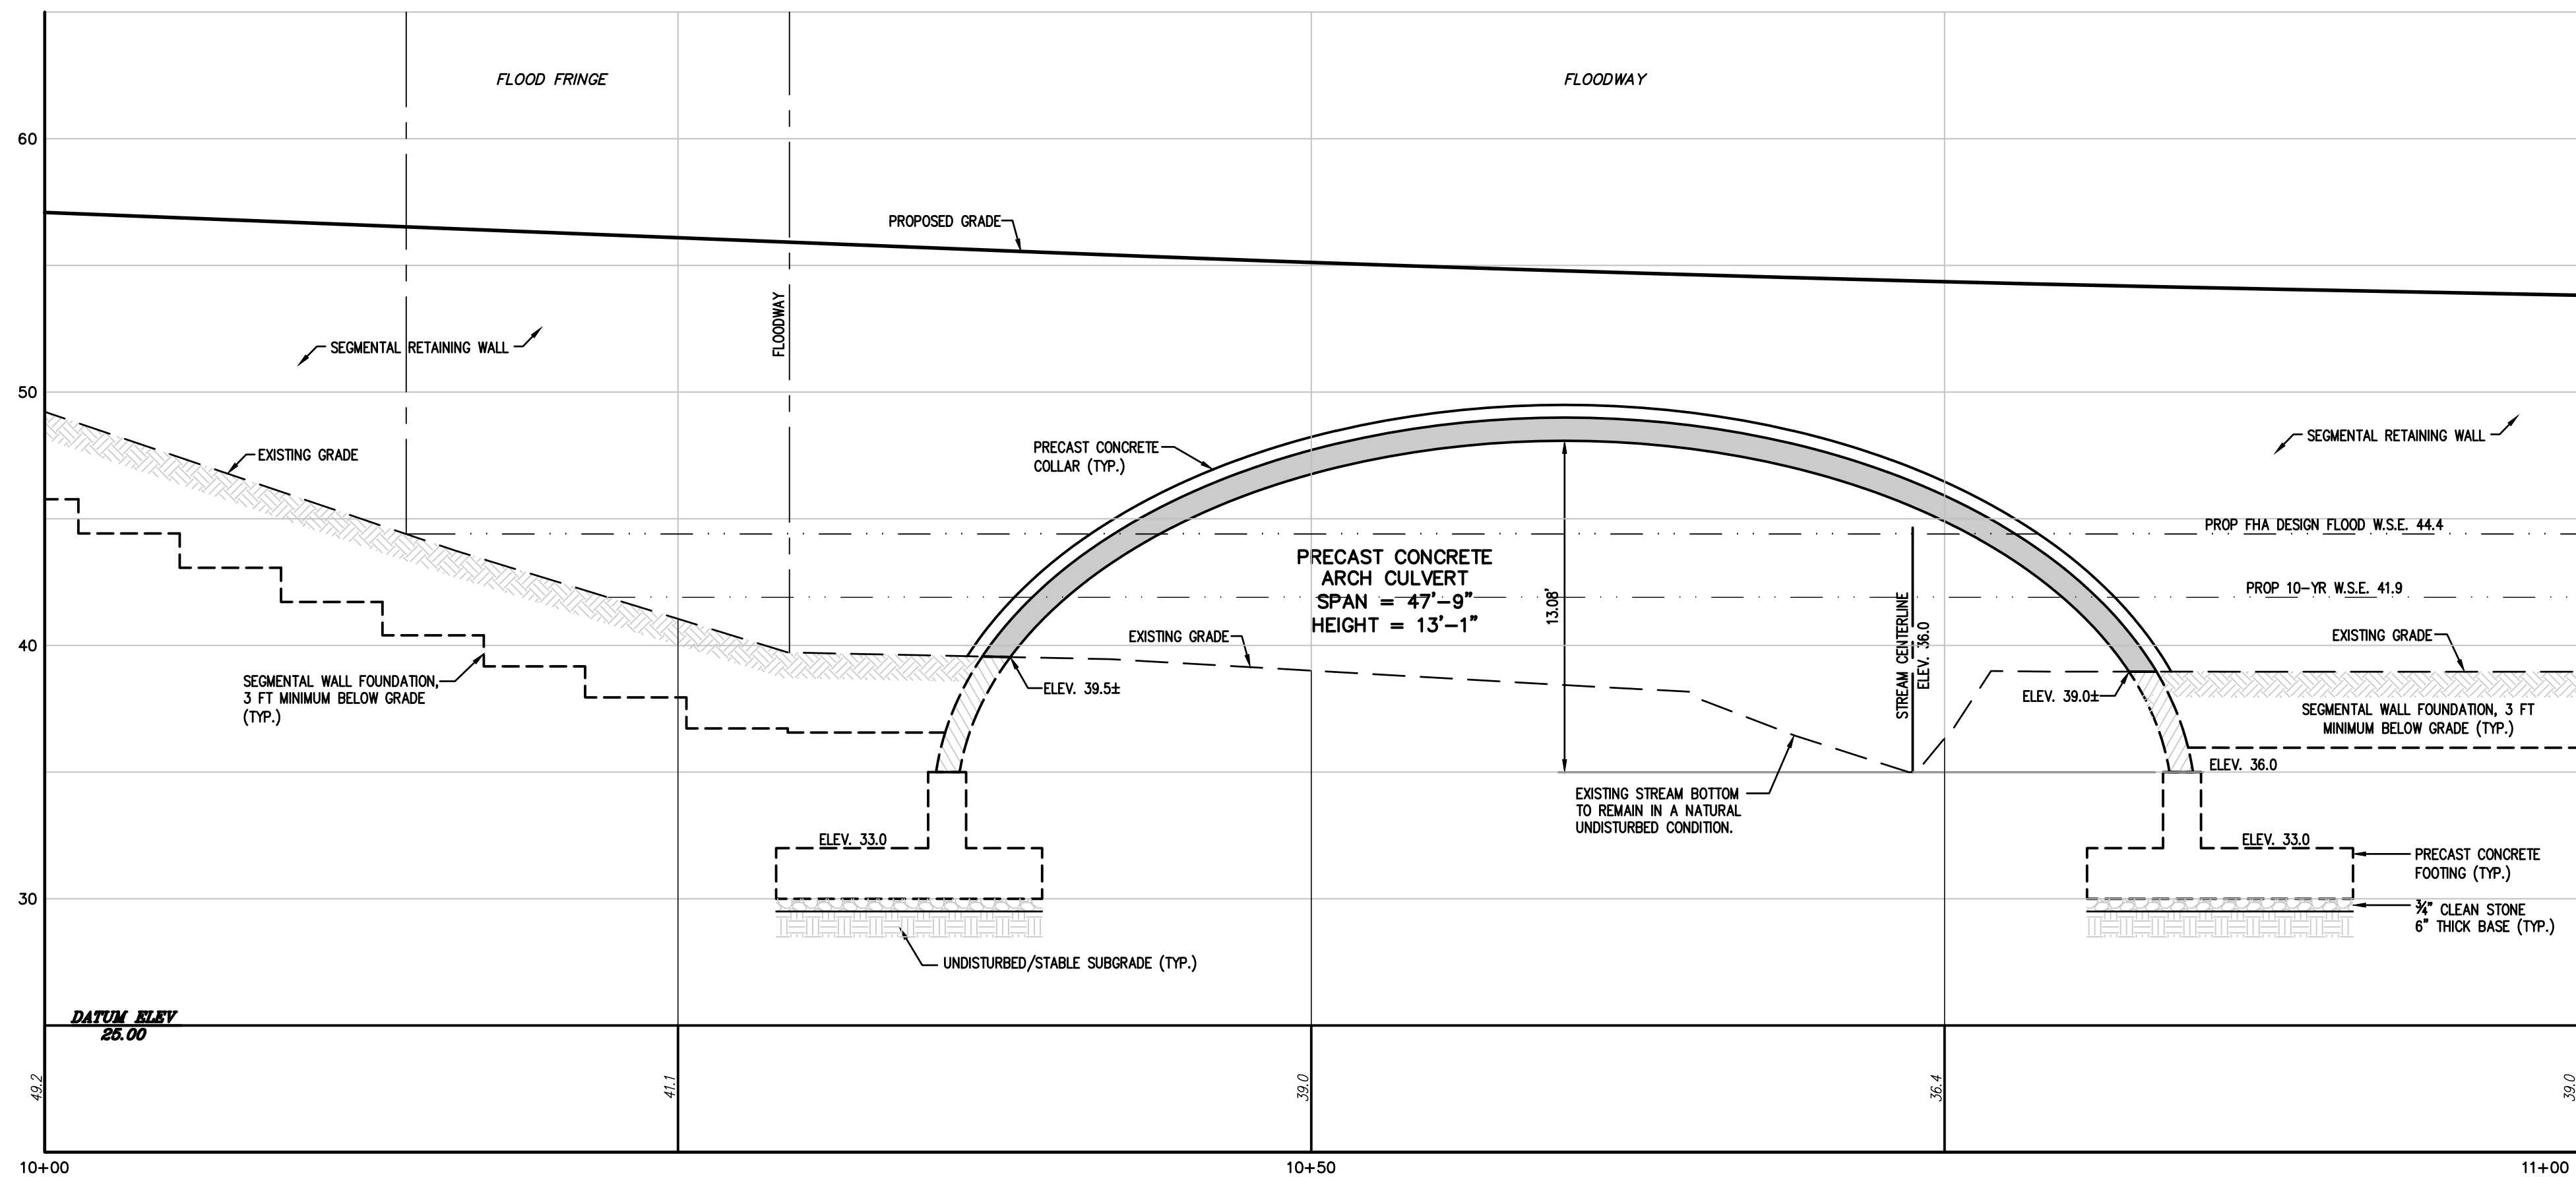 FLOOD FRINGE
FLOODWAY
60
PROPOSED GRADE
FLOODWAY
SEGMENTAL RETAINING WALL
50
EXISTING GRADE
PRECAST CONCRETE
COLLAR (TYP.)
SEGMENTAL RETAINING WALL
PROP FHA DESIGN FLOOD W.S.E. 44.4
PRECAST CONCRETE
ARCH CULVERT
SPAN = 47'-9"
HEIGHT = 13'-1"
13.08'
PROP 10-YR W.S.E. 41.9
STREAM CENTERLINE
ELEV. 36.0
40
EXISTING GRADE
EXISTING GRADE
SEGMENTAL WALL FOUNDATION,
3 FT MINIMUM BELOW GRADE
(TYP.)
ELEV. 39.5±
ELEV. 39.0±
SEGMENTAL WALL FOUNDATION, 3 FT
MINIMUM BELOW GRADE (TYP.)
ELEV. 36.0
EXISTING STREAM BOTTOM
TO REMAIN IN A NATURAL
UNDISTURBED CONDITION.
ELEV. 33.0
ELEV. 33.0
PRECAST CONCRETE
FOOTING (TYP.)
30
¾" CLEAN STONE
6" THICK BASE (TYP.)
UNDISTURBED/STABLE SUBGRADE (TYP.)
DATUM ELEV
25.00
49.2
41.1
39.0
36.4
39.0
10+00
10+50
11+00